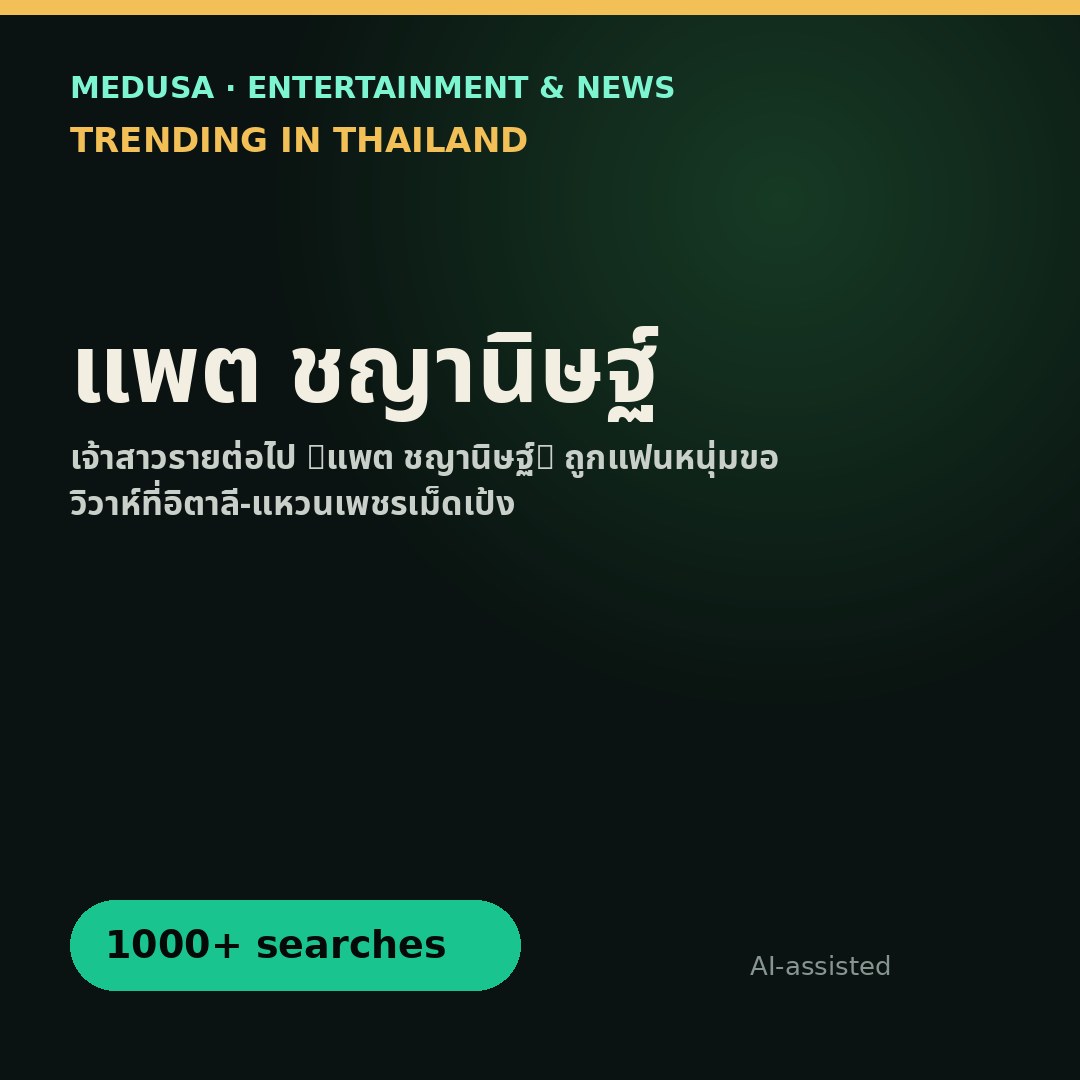 MEDUSA · ENTERTAINMENT & NEWS
TRENDING IN THAILAND
แพต ชญานิษฐ์
เจ้าสาวรายต่อไป ▯แพต ชญานิษฐ์▯ ถูกแฟนหนุ่มขอ
วิวาห์ที่อิตาลี-แหวนเพชรเม็ดเป้ง
1000+ searches
AI-assisted